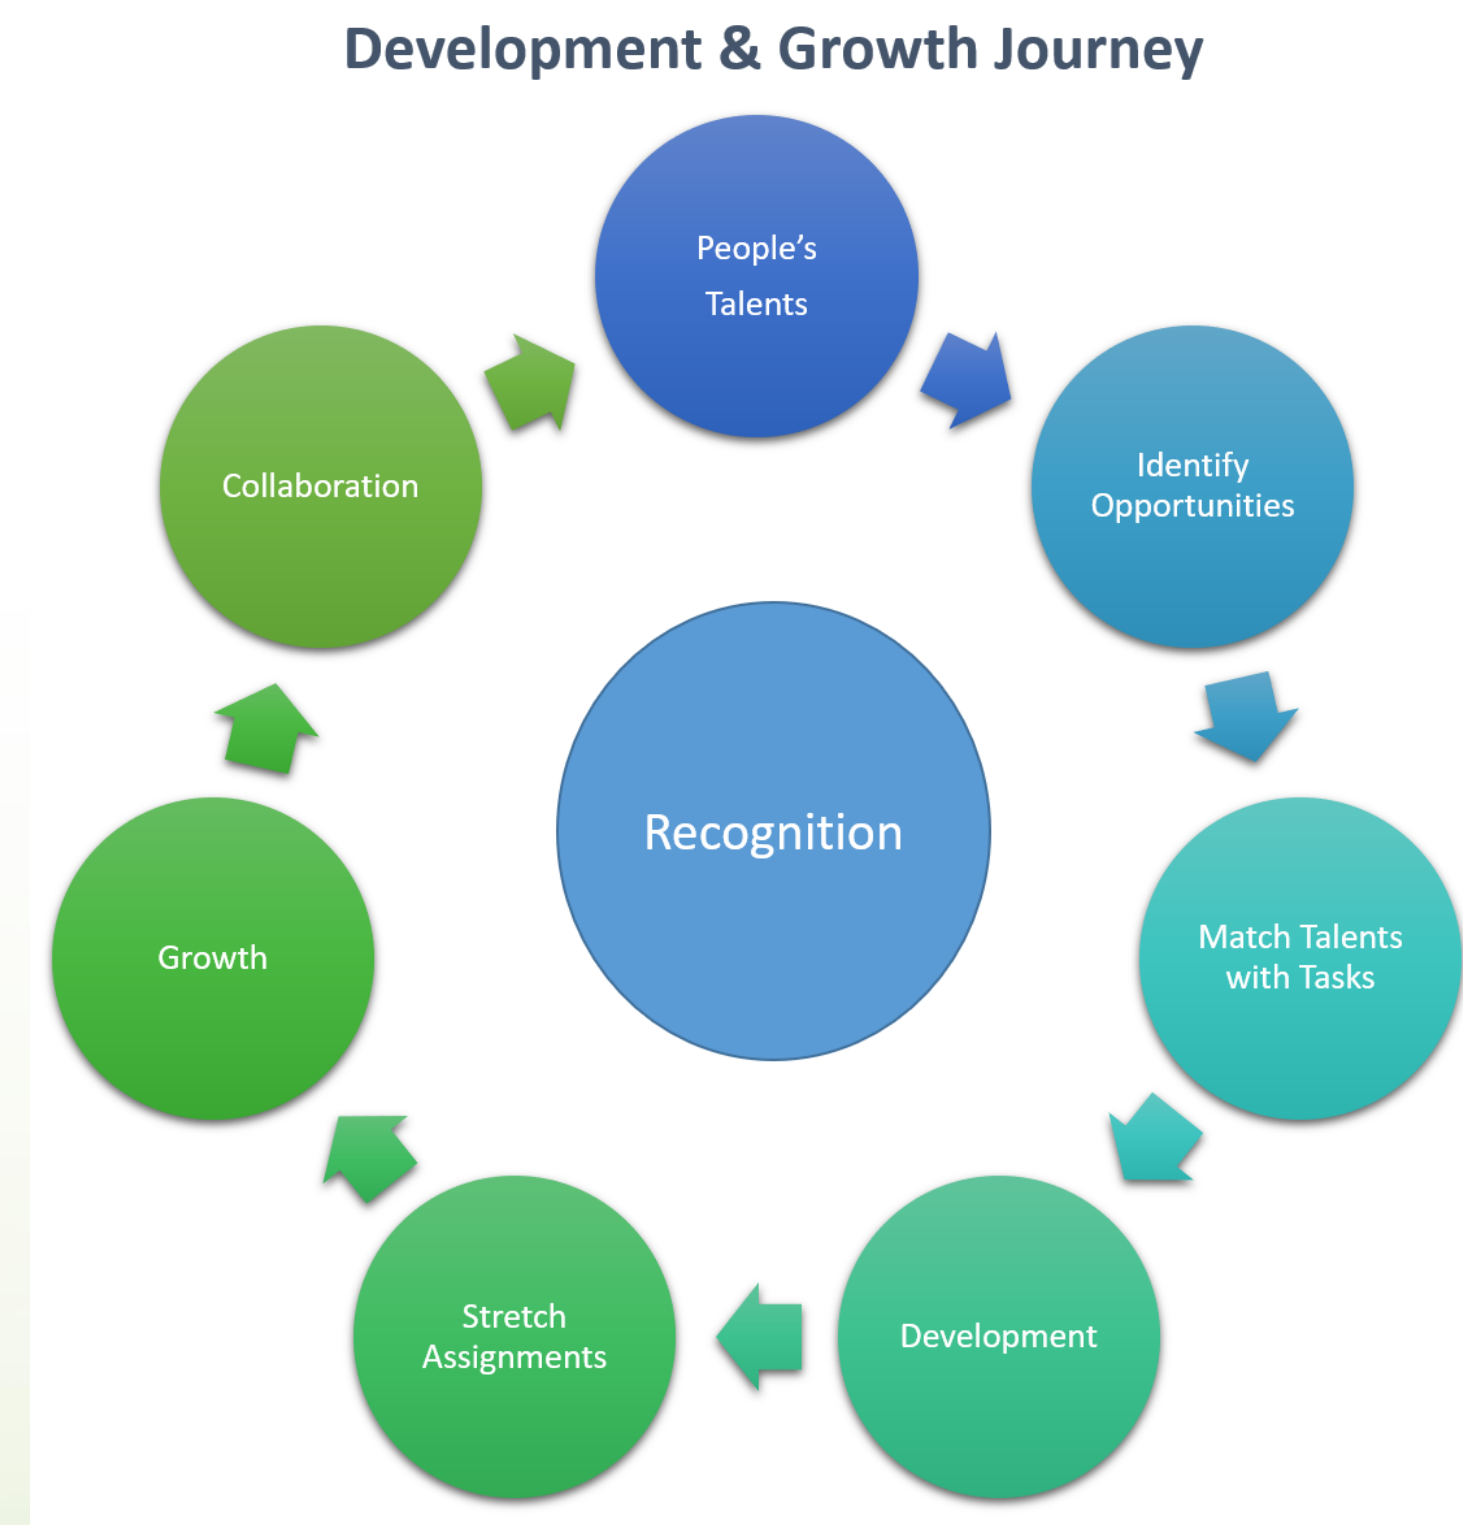 Development & Growth Journey
People’s
Talents
Identify
Opportunities
Match Talents
with Tasks
Development
Stretch
Assignments
Growth
Collaboration
Recognition